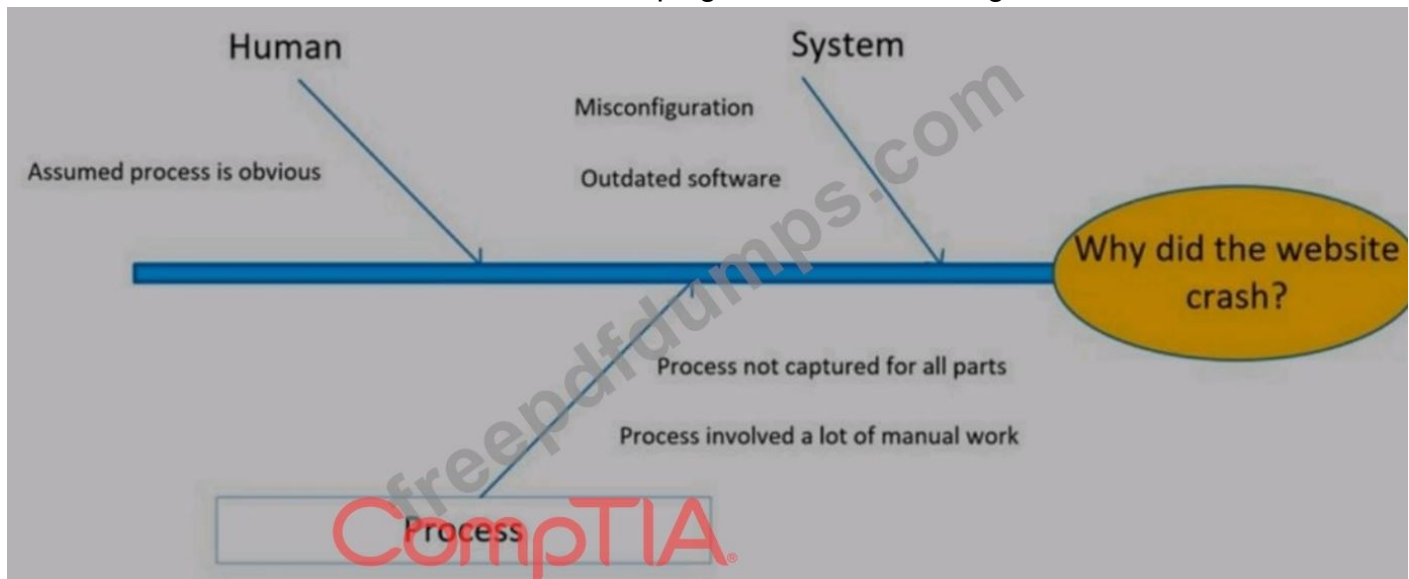 Human
System
Misconfiguration
Assumed process is obvious
Outdated software
Why did the website
crash?
Process not captured for all parts
Process involved a lot of manual work
Process
CompTIA
freepdfdumps.com